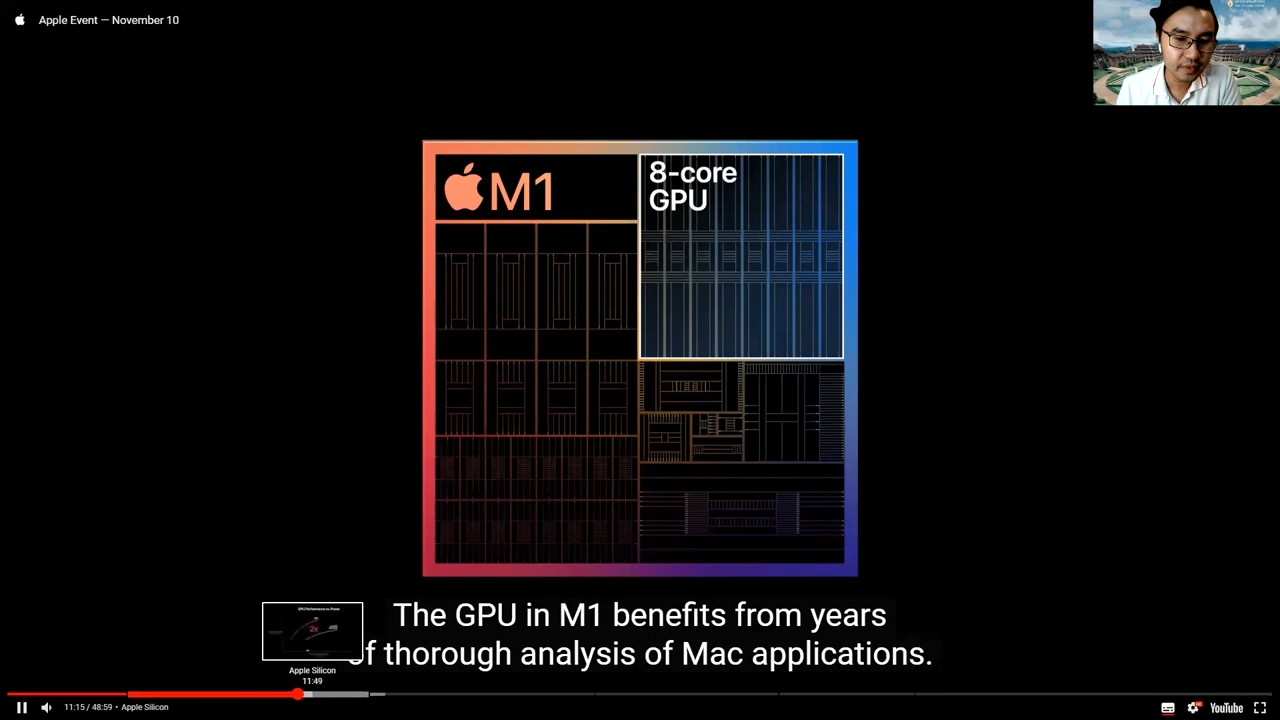 Apple Event — November 10
M1
8-core
GPU
The GPU in M1 benefits from years
of thorough analysis of Mac applications.
2x
Apple Silicon
11:49
11:15 / 48:59 • Apple Silicon
YouTube